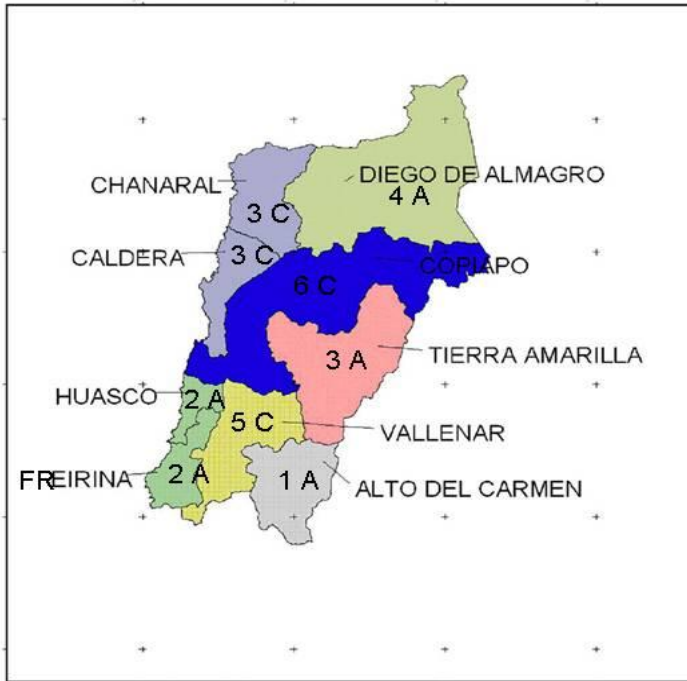 DIEGO DE ALMAGRO
CHANARAL
4 A
3 C
CALDERA
3 C
COPIAPO
6 C
TIERRA AMARILLA
3 A
HUASCO
2 A
5 C
VALLENAR
FREIRINA
2 A
1 A
ALTO DEL CARMEN